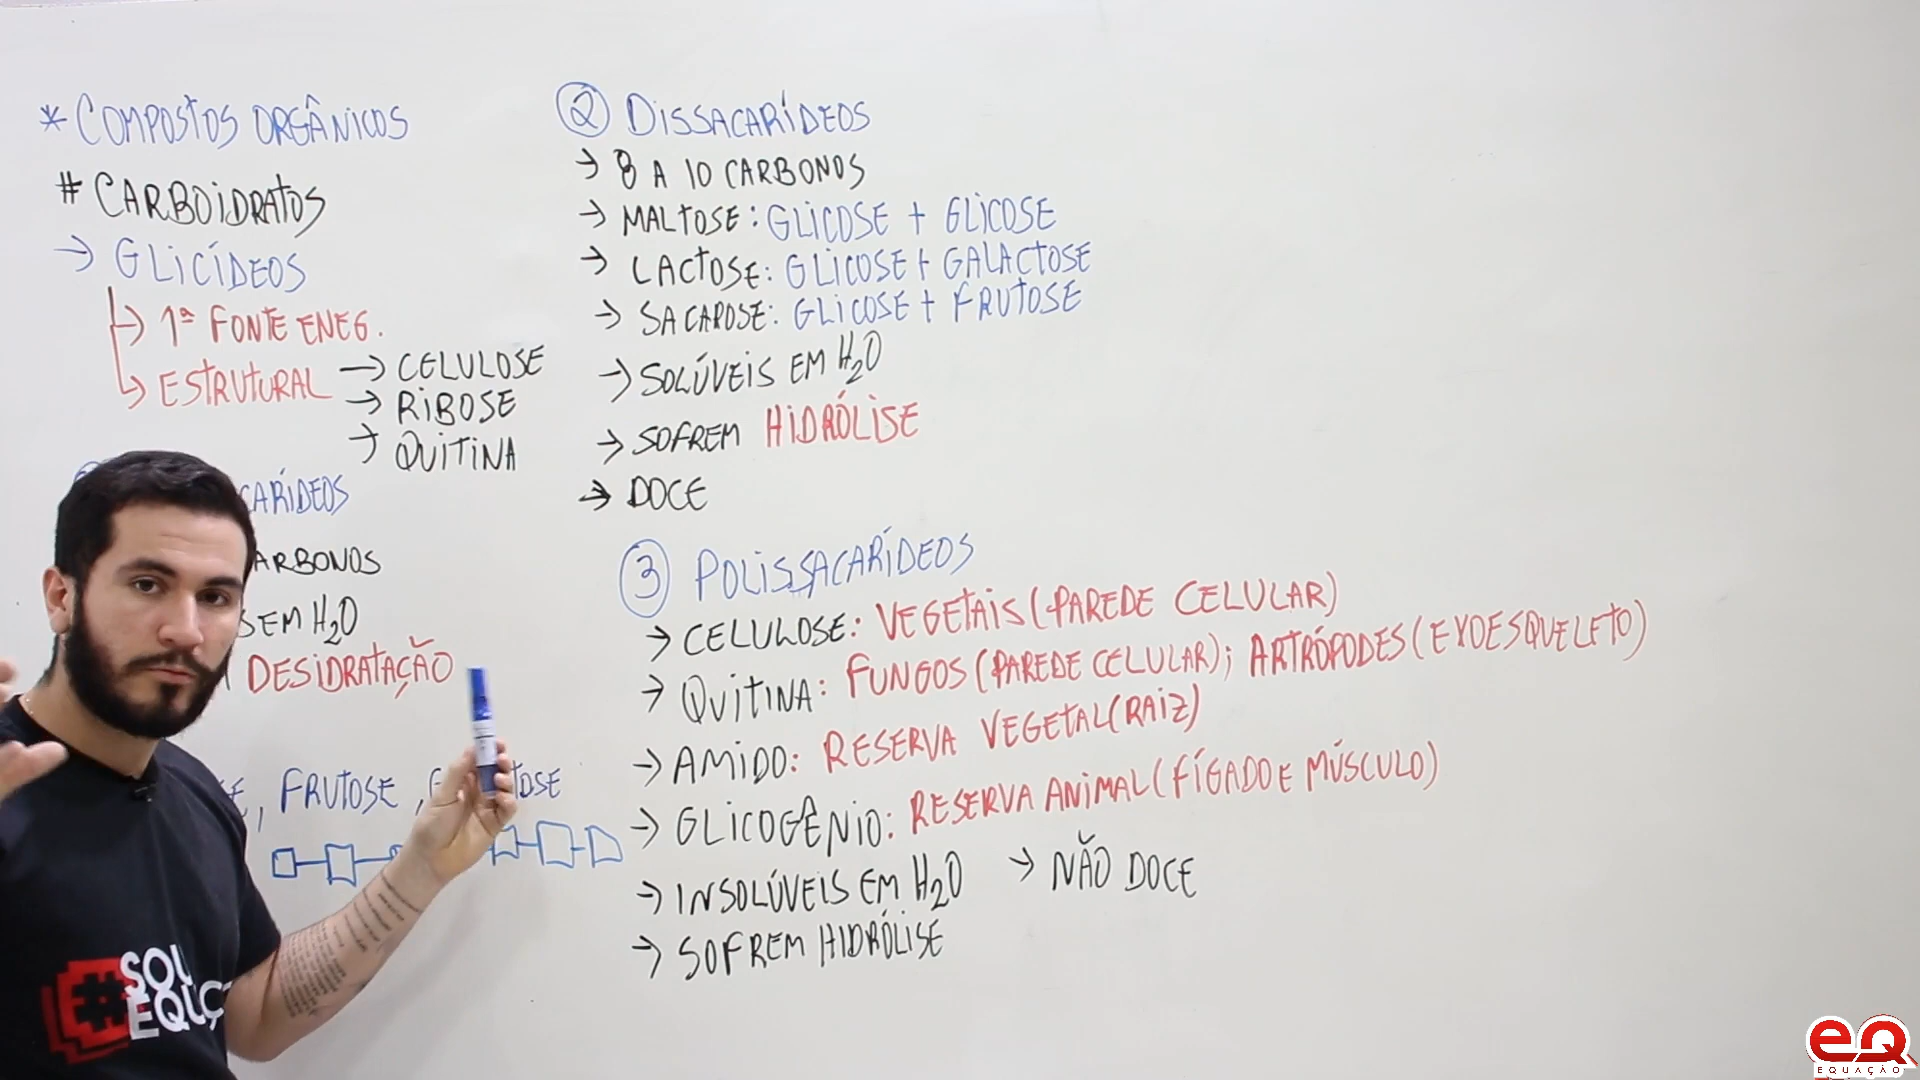 * COMPOSTOS ORGÂNICOS
# CARBOIDRATOS
→ GLICÍDEOS
→ 1ª FONTE ENEG.
→ ESTRUTURAL → CELULOSE
→ RIBOSE
→ QUITINA
CARÍDEOS
ARBONOS
S EM H2O
DESIDRATAÇÃO
E, FRUTOSE,
② DISSACARÍDEOS
→ 8 A 10 CARBONOS
→ MALTOSE: GLICOSE + GLICOSE
→ LACTOSE: GLICOSE + GALACTOSE
→ SACAROSE: GLICOSE + FRUTOSE
→ SOLÚVEIS EM H2O
→ SOFREM HIDRÓLISE
→ DOCE
③ POLISSACARÍDEOS
→ CELULOSE: VEGETAIS (PAREDE CELULAR)
→ QUITINA: FUNGOS (PAREDE CELULAR); ARTRÓPODES (EXOESQUELETO)
→ AMIDO: RESERVA VEGETAL (RAIZ)
→ GLICOGÊNIO: RESERVA ANIMAL (FÍGADO E MÚSCULO)
→ INSOLÚVEIS EM H2O → NÃO DOCE
→ SOFREM HIDRÓLISE
#SOU
EQUAÇ
eQ
EQUAÇÃO